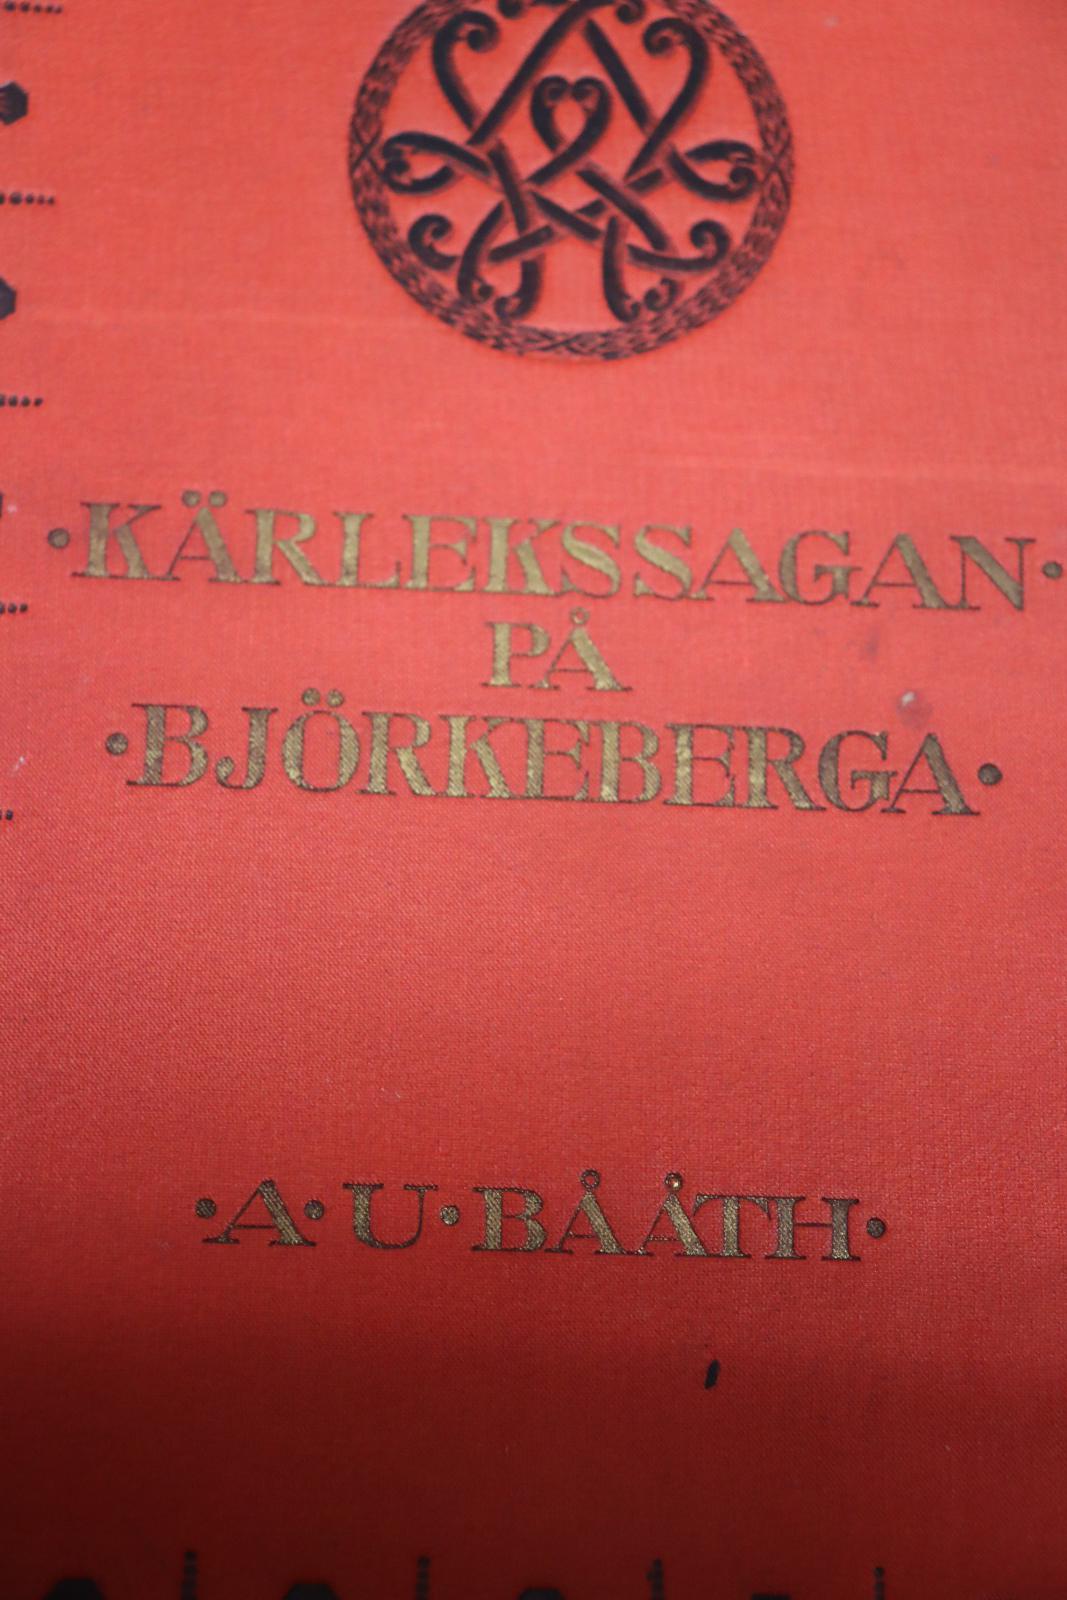 ·KÄRLEKSSAGAN·
PÅ
·BJÖRKEBERGA·
·A·U·BÅÅTH·